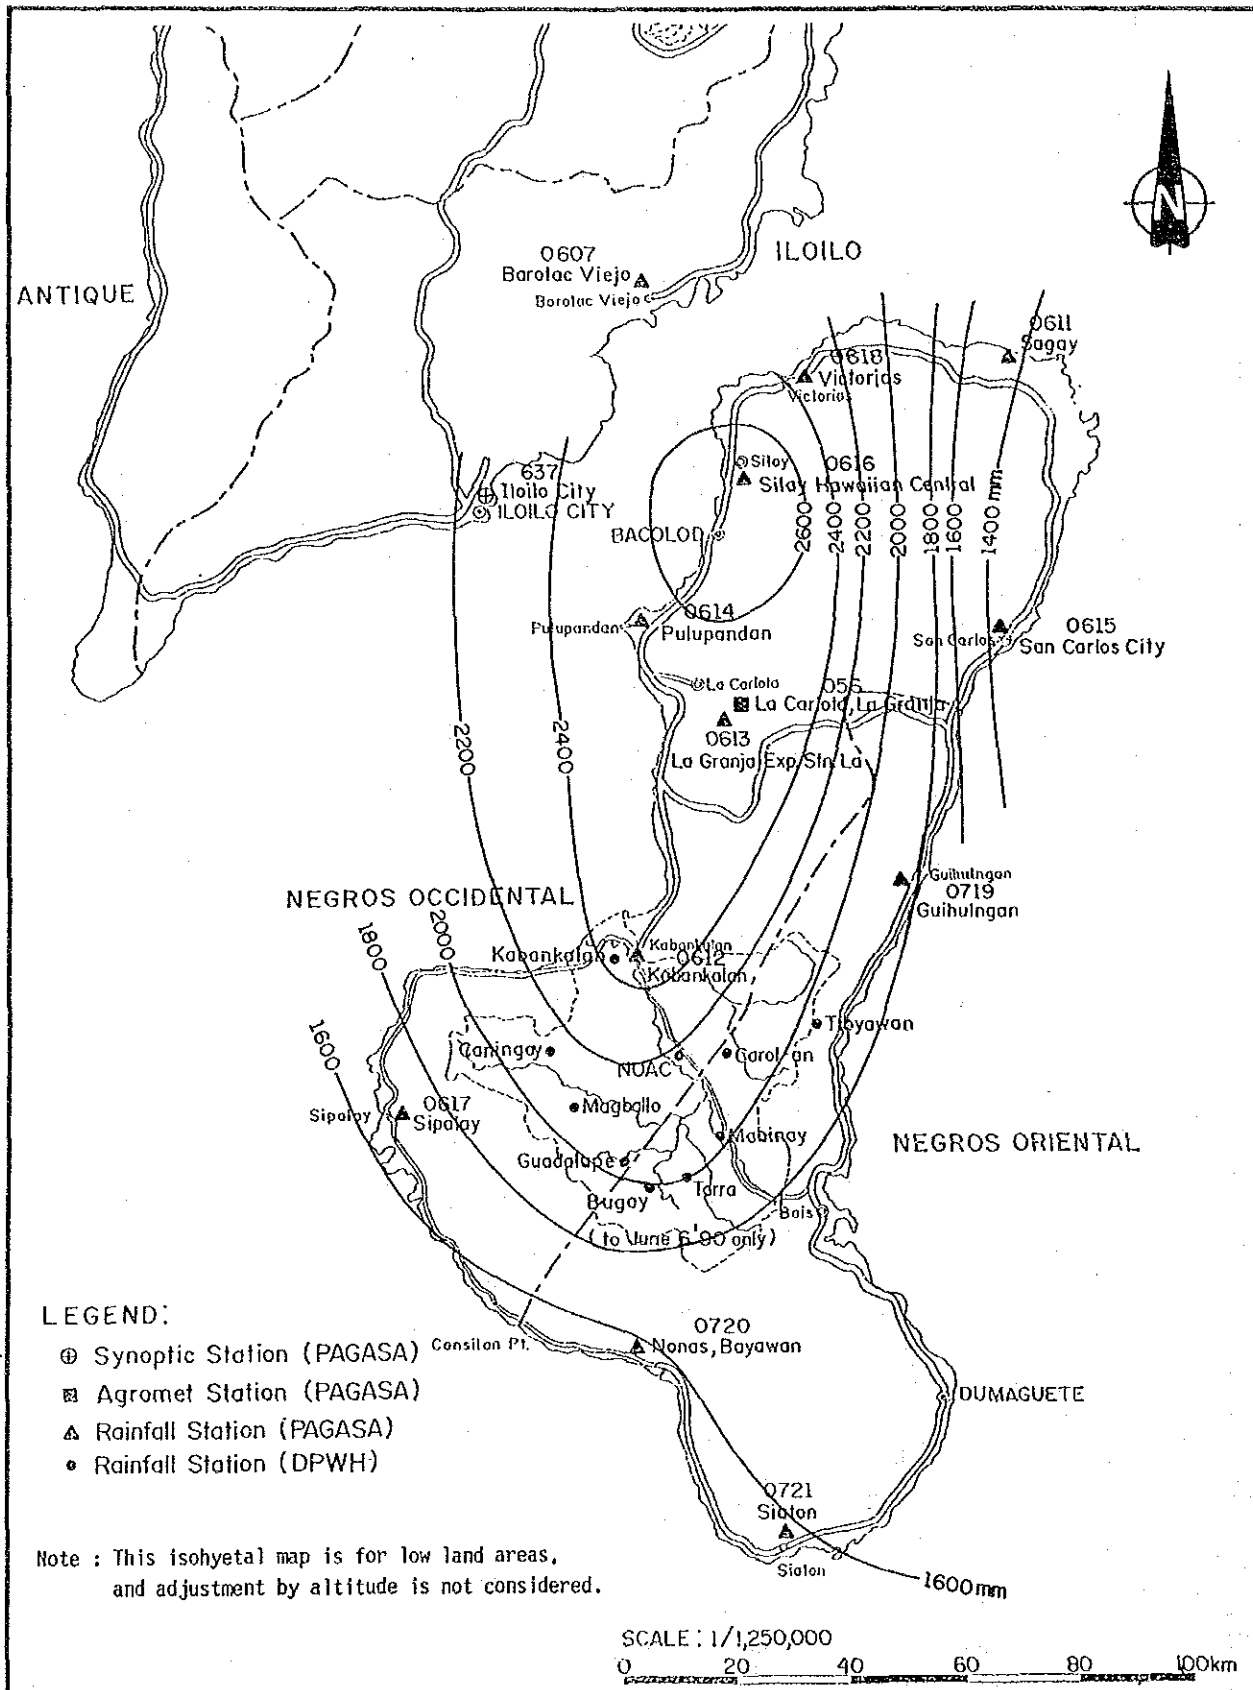 N
0607
Barotac Viejo
Barotac Viejo
ILOILO
ANTIQUE
0611
Sagay
0618
Victorias
Victorias
637
Iloilo City
ILOILO CITY
Silay
0616
Silay Hawaiian Central
BACOLOD
2600
2400
2200
2000
1800
1600
1400 mm
0614
Pulupandan
Pulupandan
0615
San Carlos
San Carlos City
La Carlota
056
La Carlota, La Granja
0613
La Granja Exp. Stn. La
2200
2400
Guihulngan
0719
Guihulngan
NEGROS OCCIDENTAL
2000
1800
1600
Kabankalan
Kabankalan
0612
Kabankalan
Tibyawan
Caningay
NUAC
Carol-an
Magballo
0617
Sipalay
Sipalay
Mabinay
NEGROS ORIENTAL
Guadalupe
Tarra
Bugay
Bais
( to June 6 '90 only )
LEGEND:
Synoptic Station (PAGASA)
Agromet Station (PAGASA)
Rainfall Station (PAGASA)
Rainfall Station (DPWH)
Consilan Pt.
0720
Nonas, Bayawan
DUMAGUETE
0721
Siaton
Siaton
1600mm
Note : This isohyetal map is for low land areas,
and adjustment by altitude is not considered.
SCALE : 1/1,250,000
0 20 40 60 80 100km